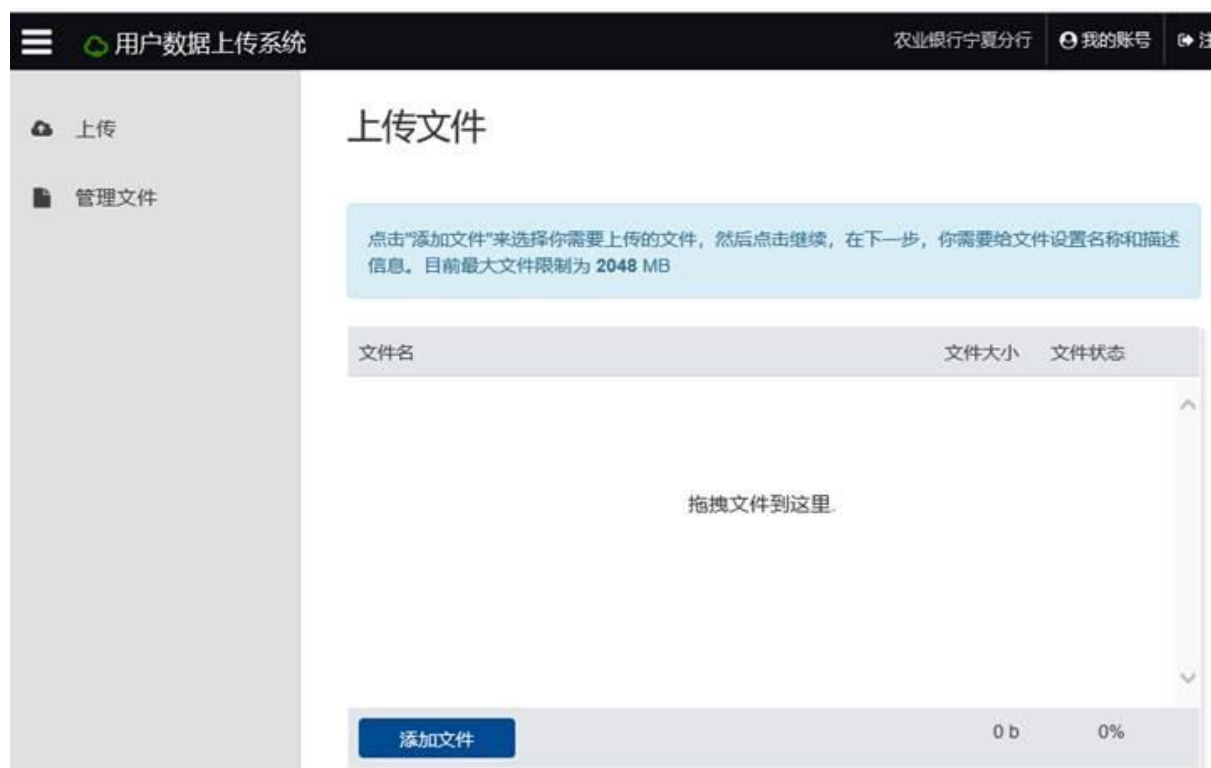 用户数据上传系统
农业银行宁夏分行
我的账号
上传
管理文件
上传文件
点击"添加文件"来选择你需要上传的文件，然后点击继续，在下一步，你需要给文件设置名称和描述
信息。目前最大文件限制为 2048 MB
文件名 文件大小 文件状态
拖拽文件到这里.
添加文件 0 b 0%